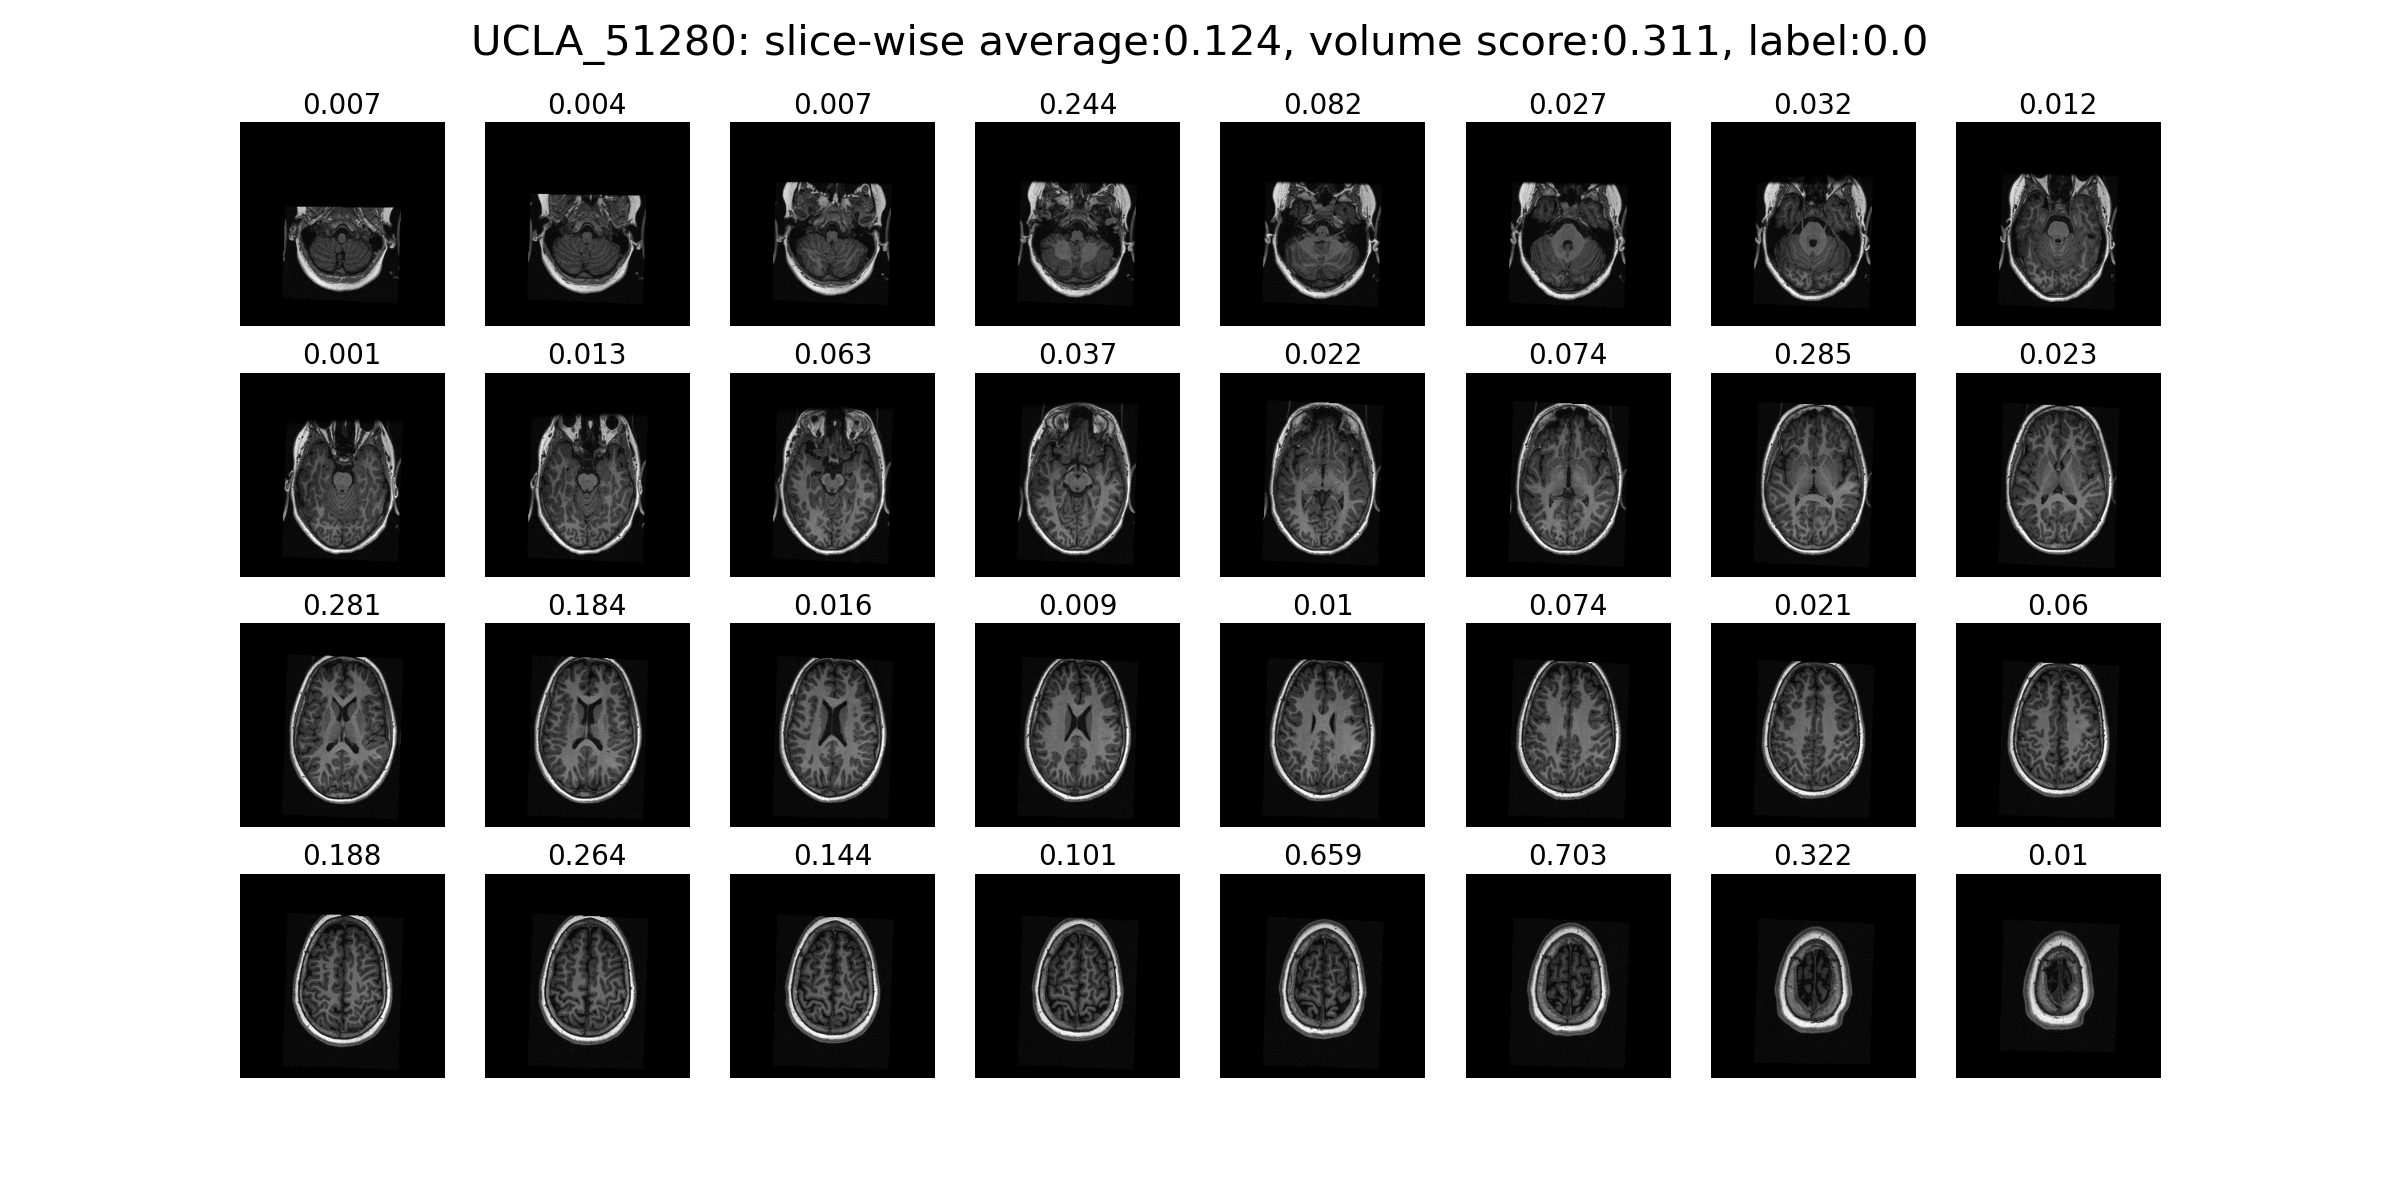 UCLA_51280: slice-wise average:0.124, volume score:0.311, label:0.0
0.007 0.004 0.007 0.244 0.082 0.027 0.032 0.012
0.001 0.013 0.063 0.037 0.022 0.074 0.285 0.023
0.281 0.184 0.016 0.009 0.01 0.074 0.021 0.06
0.188 0.264 0.144 0.101 0.659 0.703 0.322 0.01